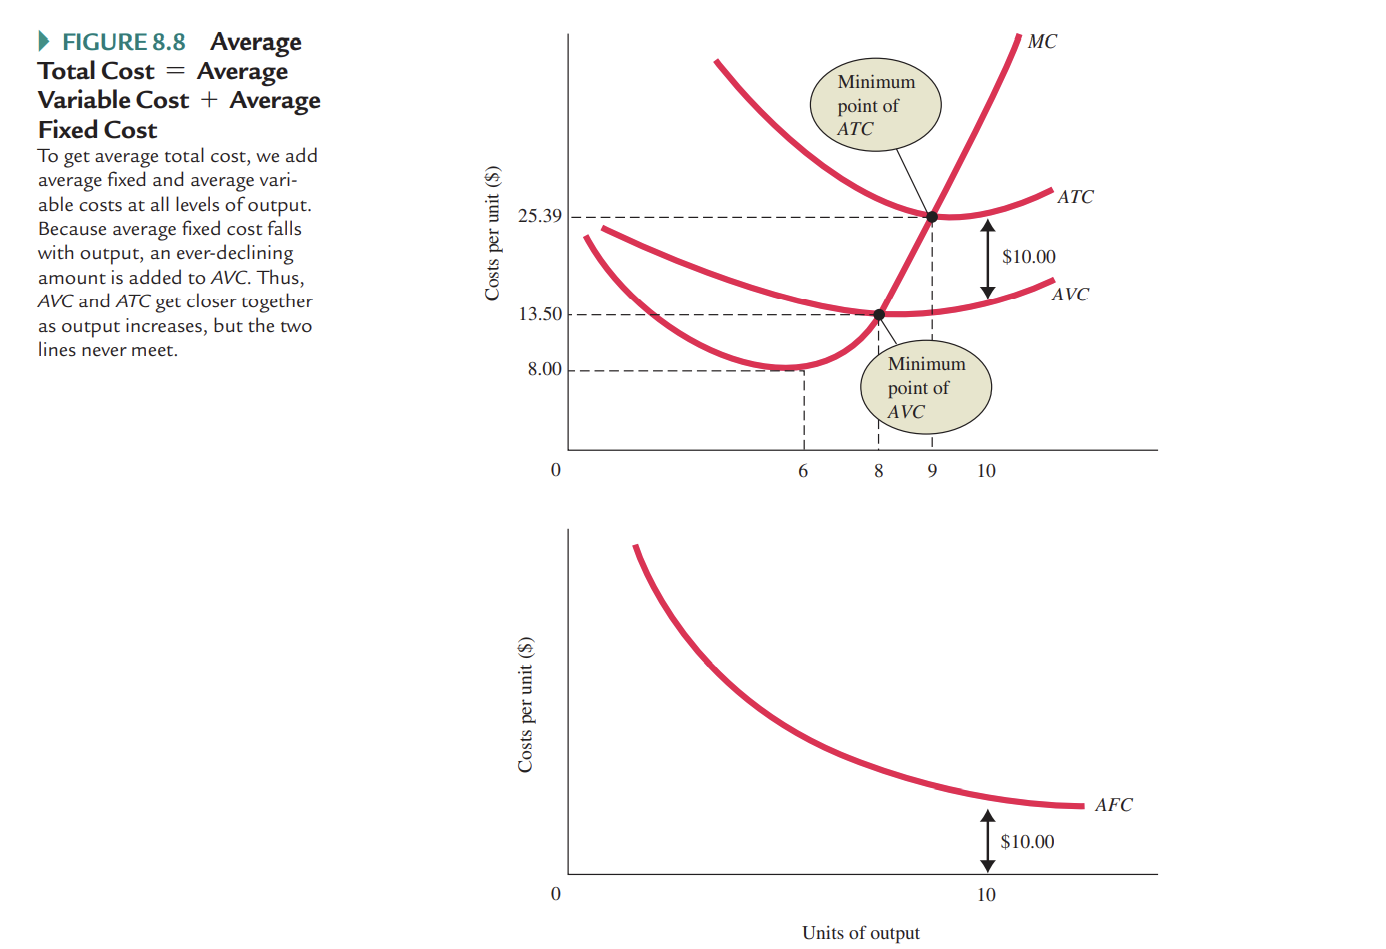 FIGURE 8.8 Average
Total Cost = Average
Variable Cost + Average
Fixed Cost
To get average total cost, we add
average fixed and average vari-
able costs at all levels of output.
Because average fixed cost falls
with output, an ever-declining
amount is added to AVC. Thus,
AVC and ATC get closer together
as output increases, but the two
lines never meet.
Costs per unit ($)
MC
Minimum
point of
ATC
ATC
25.39
$10.00
AVC
13.50
8.00
Minimum
point of
AVC
0
6
8
9
10
Costs per unit ($)
AFC
$10.00
0
10
Units of output